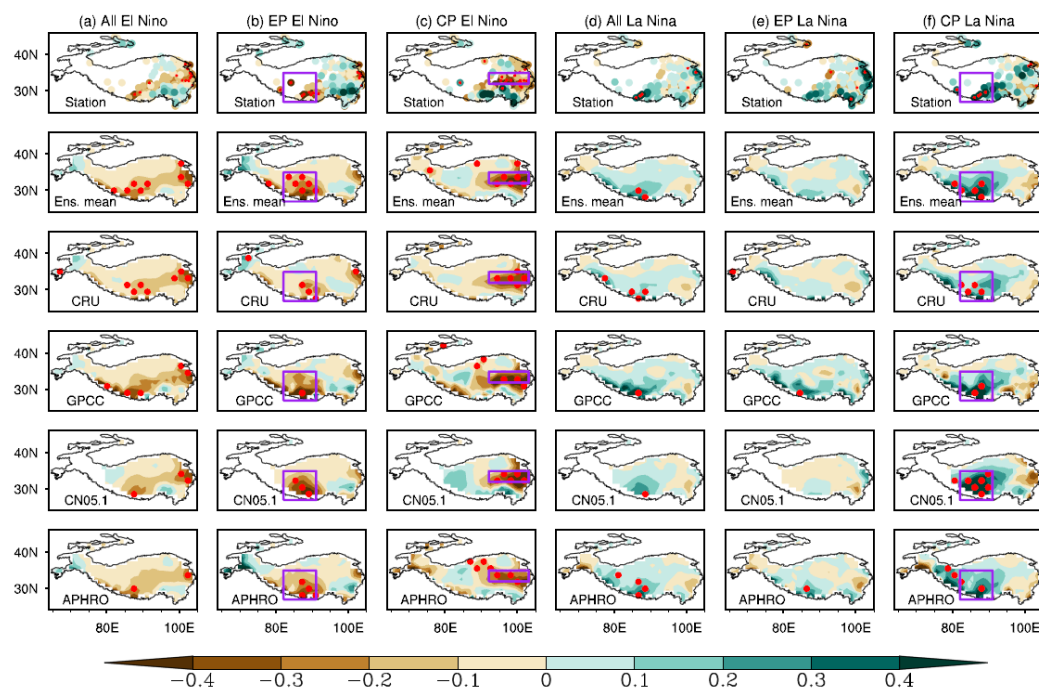 (a) All El Nino (b) EP El Nino (c) CP El Nino (d) All La Nina (e) EP La Nina (f) CP La Nina
40N
30N
Station Station Station Station Station Station
40N
30N
Ens. mean Ens. mean Ens. mean Ens. mean Ens. mean Ens. mean
40N
30N
CRU CRU CRU CRU CRU CRU
40N
30N
GPCC GPCC GPCC GPCC GPCC GPCC
40N
30N
CN05.1 CN05.1 CN05.1 CN05.1 CN05.1 CN05.1
40N
30N
APHRO APHRO APHRO APHRO APHRO APHRO
80E 100E 80E 100E 80E 100E 80E 100E 80E 100E 80E 100E
−0.4 −0.3 −0.2 −0.1 0 0.1 0.2 0.3 0.4